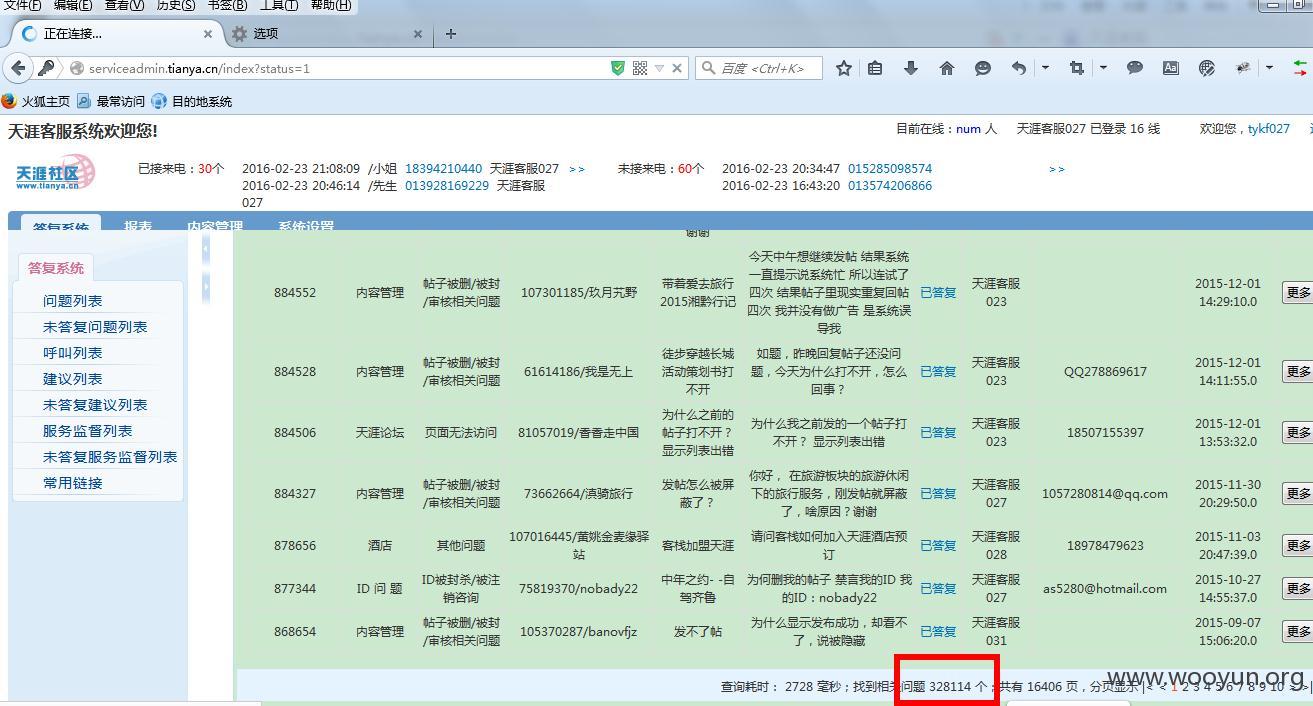 文件(F) 编辑(E) 查看(V) 历史(S) 书签(B) 工具(T) 帮助(H)
正在连接... × 选项 × +
serviceadmin.tianya.cn/index?status=1
百度 <Ctrl+K>
火狐主页 最常访问 目的地系统
天涯客服系统欢迎您!
目前在线：num 人 天涯客服027 已登录 16 线 欢迎您，tykf027
天涯社区
www.tianya.cn
已接来电：30个 2016-02-23 21:08:09 /小姐 18394210440 天涯客服027 >> 未接来电：60个 2016-02-23 20:34:47 015285098574 >>
2016-02-23 20:46:14 /先生 013928169229 天涯客服 2016-02-23 16:43:20 013574206866
027
答复系统 报表 内容管理 系统设置
答复系统
问题列表
未答复问题列表
呼叫列表
建议列表
未答复建议列表
服务监督列表
未答复服务监督列表
常用链接
谢谢
884552 内容管理 帖子被删/被封/审核相关问题 107301185/玖月芄野 带着爱去旅行2015湘黔行记 今天中午想继续发帖 结果系统一直提示说系统忙 所以连试了四次 结果帖子里现实重复回帖四次 我并没有做广告 是系统误导我 已答复 天涯客服023 2015-12-01 14:29:10.0 更多
884528 内容管理 帖子被删/被封/审核相关问题 61614186/我是无上 徒步穿越长城活动策划书打不开 如题，昨晚回复帖子还没问题，今天为什么打不开，怎么回事？ 已答复 天涯客服023 QQ278869617 2015-12-01 14:11:55.0 更多
884506 天涯论坛 页面无法访问 81057019/香香走中国 为什么之前的帖子打不开？显示列表出错 为什么我之前发的一个帖子打不开？ 显示列表出错 已答复 天涯客服023 18507155397 2015-12-01 13:53:32.0 更多
884327 内容管理 帖子被删/被封/审核相关问题 73662664/滇骑旅行 发帖怎么被屏蔽了？ 你好， 在旅游板块的旅游休闲下的旅行服务，刚发帖就屏蔽了，啥原因？谢谢 已答复 天涯客服027 1057280814@qq.com 2015-11-30 20:29:50.0 更多
878656 酒店 其他问题 107016445/黄姚金麦缘驿站 客栈加盟天涯 请问客栈如何加入天涯酒店预订 已答复 天涯客服028 18978479623 2015-11-03 20:47:39.0 更多
877344 ID 问 题 ID被封杀/被注销咨询 75819370/nobady22 中年之约- -自驾齐鲁 为何删我的帖子 禁言我的ID 我的ID：nobady22 已答复 天涯客服027 as5280@hotmail.com 2015-10-27 14:55:37.0 更多
868654 内容管理 帖子被删/被封/审核相关问题 105370287/banovfjz 发不了帖 为什么显示发布成功，却看不了，说被隐藏 已答复 天涯客服031 2015-09-07 15:06:20.0 更多
查询耗时： 2728 毫秒；找到相关问题 328114 个；共有 16406 页，分页显示 |< < 1 2 3 4 5 6 7 8 9 10 > >|
www.wooyun.org